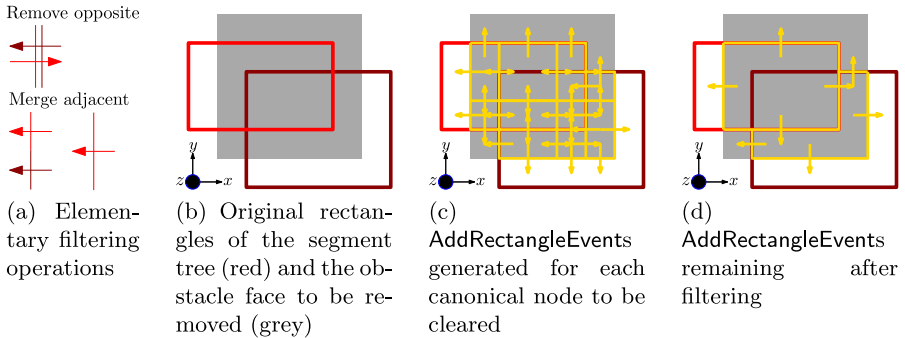 Remove opposite
Merge adjacent
y
z
x
y
z
x
y
z
x
(a) Elemen-
tary filtering
operations
(b) Original rectan-
gles of the segment
tree (red) and the ob-
stacle face to be re-
moved (grey)
(c)
AddRectangleEvents
generated for each
canonical node to be
cleared
(d)
AddRectangleEvents
remaining after
filtering